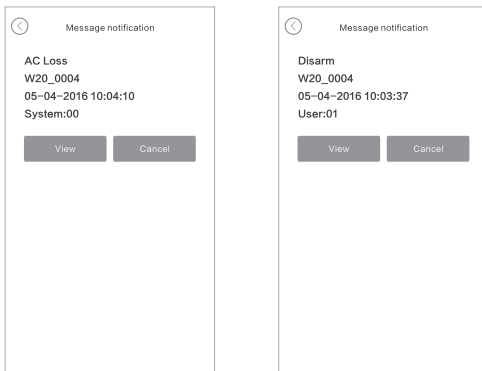 Message notification
AC Loss
W20_0004
05-04-2016 10:04:10
System:00
View
Cancel
Message notification
Disarm
W20_0004
05-04-2016 10:03:37
User:01
View
Cancel